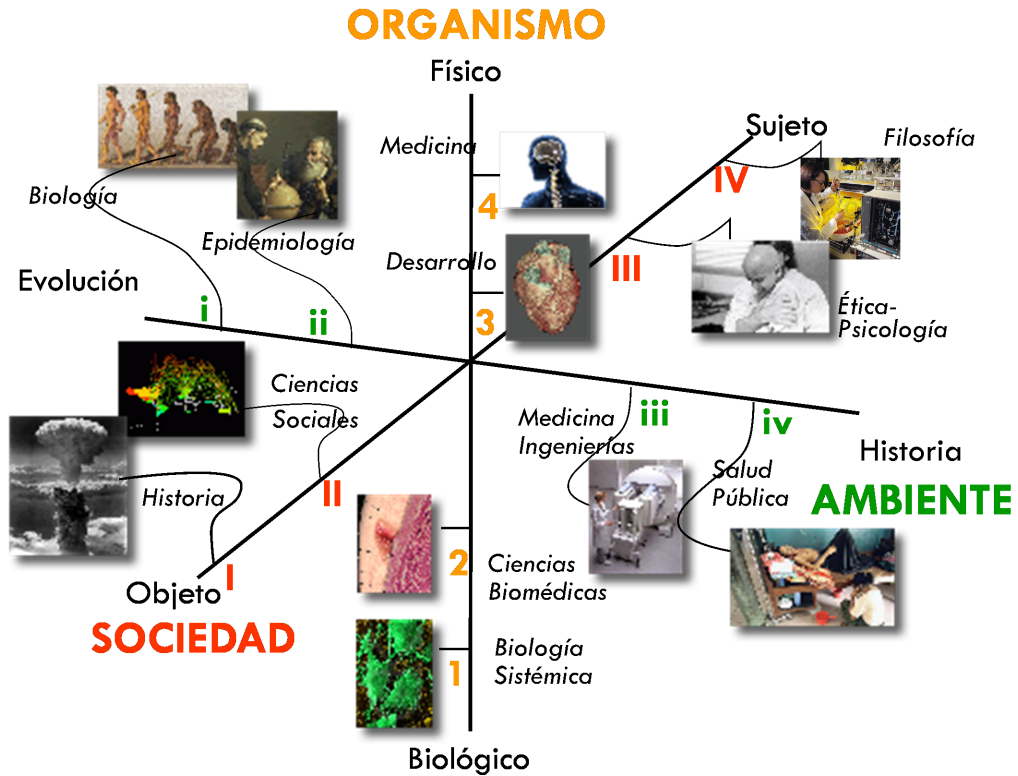 ORGANISMO
Físico
Sujeto
Filosofía
Medicina
IV
4
Biología
Epidemiología
Desarrollo
III
Evolución
i
ii
3
Ética-
Psicología
Ciencias
Sociales
Medicina
Ingenierías
iii
iv
Historia
AMBIENTE
Salud
Pública
Historia
II
2
Ciencias
Biomédicas
I
Objeto
SOCIEDAD
1
Biología
Sistémica
Biológico